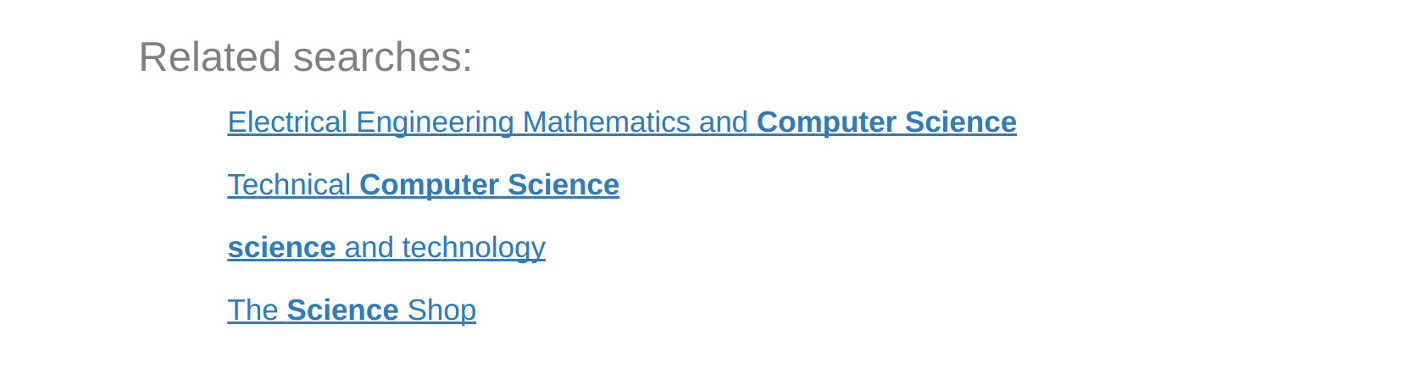 Related searches:
Electrical Engineering Mathematics and Computer Science
Technical Computer Science
science and technology
The Science Shop